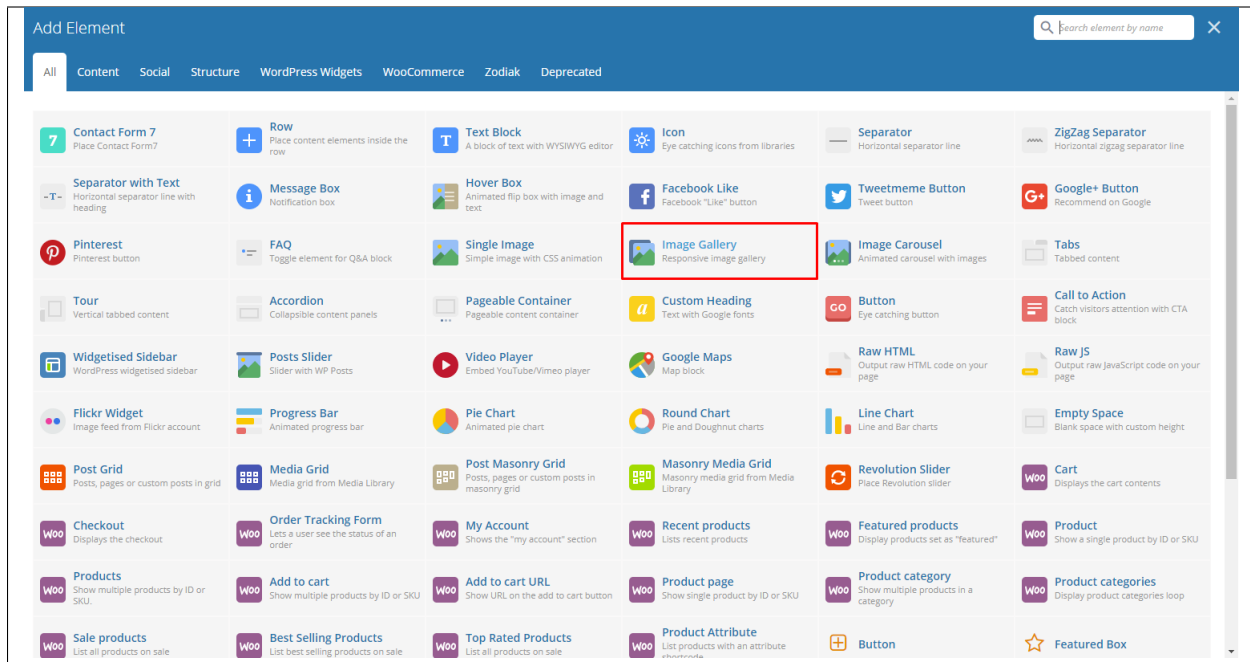 Add Element
Search element by name
All Content Social Structure WordPress Widgets WooCommerce Zodiak Deprecated
7
Contact Form 7
Place Contact Form7
Row
Place content elements inside the
row
T
Text Block
A block of text with WYSIWYG editor
Icon
Eye catching icons from libraries
Separator
Horizontal separator line
ZigZag Separator
Horizontal zigzag separator line
-T-
Separator with Text
Horizontal separator line with
heading
i
Message Box
Notification box
Hover Box
Animated flip box with image and
text
f
Facebook Like
Facebook "Like" button
Tweetmeme Button
Tweet button
G+
Google+ Button
Recommend on Google
Pinterest
Pinterest button
FAQ
Toggle element for Q&A block
Single Image
Simple image with CSS animation
Image Gallery
Responsive image gallery
Image Carousel
Animated carousel with images
Tabs
Tabbed content
Tour
Vertical tabbed content
Accordion
Collapsible content panels
Pageable Container
Pageable content container
a
Custom Heading
Text with Google fonts
GO
Button
Eye catching button
Call to Action
Catch visitors attention with CTA
block
Widgetised Sidebar
WordPress widgetised sidebar
Posts Slider
Slider with WP Posts
Video Player
Embed YouTube/Vimeo player
Google Maps
Map block
Raw HTML
Output raw HTML code on your
page
Raw JS
Output raw JavaScript code on your
page
Flickr Widget
Image feed from Flickr account
Progress Bar
Animated progress bar
Pie Chart
Animated pie chart
Round Chart
Pie and Doughnut charts
Line Chart
Line and Bar charts
Empty Space
Blank space with custom height
Post Grid
Posts, pages or custom posts in grid
Media Grid
Media grid from Media Library
Post Masonry Grid
Posts, pages or custom posts in
masonry grid
Masonry Media Grid
Masonry media grid from Media
Library
Revolution Slider
Place Revolution slider
Woo
Cart
Displays the cart contents
Woo
Checkout
Displays the checkout
Woo
Order Tracking Form
Lets a user see the status of an
order
Woo
My Account
Shows the "my account" section
Woo
Recent products
Lists recent products
Woo
Featured products
Display products set as "featured"
Woo
Product
Show a single product by ID or SKU
Woo
Products
Show multiple products by ID or
SKU.
Woo
Add to cart
Show multiple products by ID or SKU
Woo
Add to cart URL
Show URL on the add to cart button
Woo
Product page
Show single product by ID or SKU
Woo
Product category
Show multiple products in a
category
Woo
Product categories
Display product categories loop
Woo
Sale products
List all products on sale
Woo
Best Selling Products
List best selling products on sale
Woo
Top Rated Products
List all products on sale
Woo
Product Attribute
List products with an attribute
shortcode
Button
Featured Box